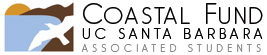 COASTAL FUND
UC SANTA BARBARA
ASSOCIATED STUDENTS